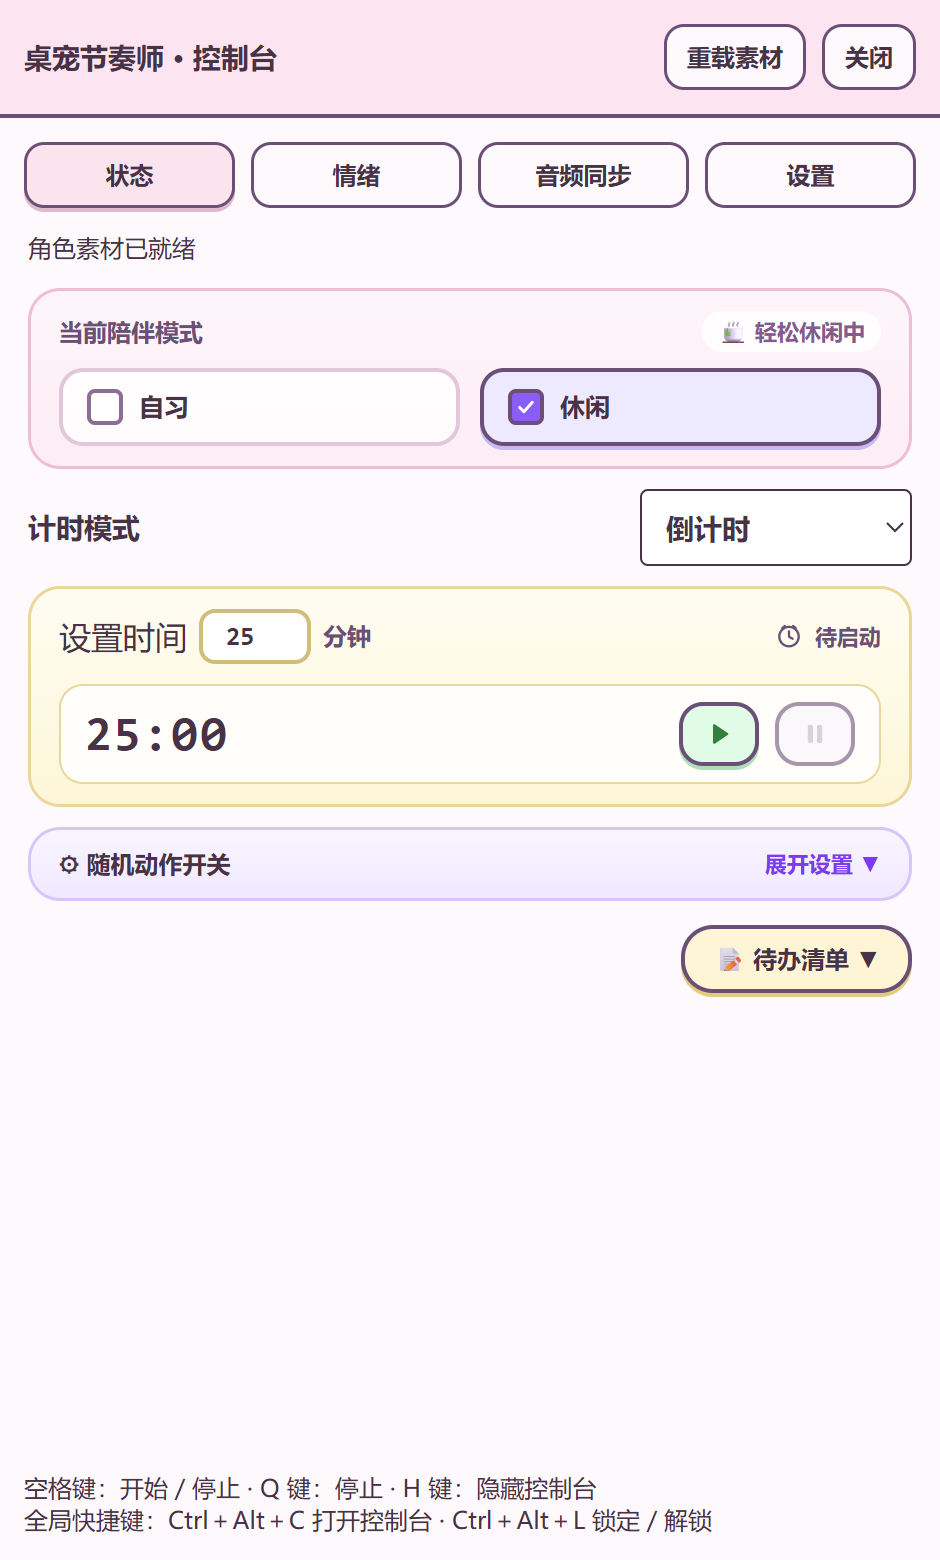 桌宠节奏师 • 控制台
重载素材
关闭
状态
情绪
音频同步
设置
角色素材已就绪
当前陪伴模式
轻松休闲中
自习
休闲
计时模式
倒计时
设置时间 25 分钟
待启动
25:00
随机动作开关
展开设置 ▼
待办清单 ▼
空格键：开始 / 停止 · Q 键：停止 · H 键：隐藏控制台
全局快捷键：Ctrl + Alt + C 打开控制台 · Ctrl + Alt + L 锁定 / 解锁